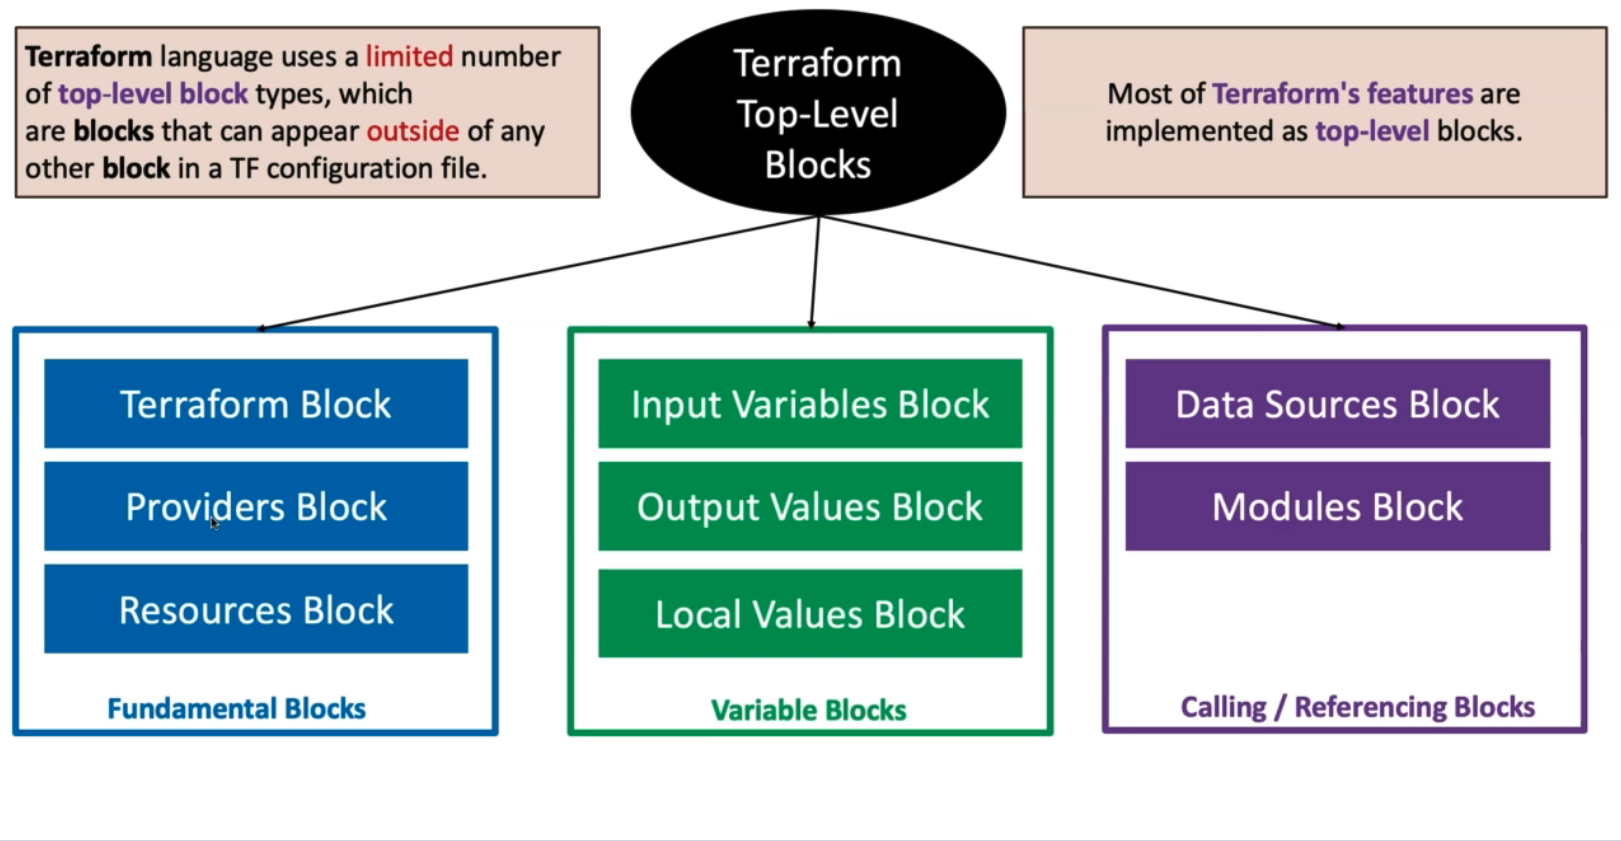 Terraform language uses a limited number
of top-level block types, which
are blocks that can appear outside of any
other block in a TF configuration file.
Terraform
Top-Level
Blocks
Most of Terraform's features are
implemented as top-level blocks.
Terraform Block
Providers Block
Resources Block
Fundamental Blocks
Input Variables Block
Output Values Block
Local Values Block
Variable Blocks
Data Sources Block
Modules Block
Calling / Referencing Blocks